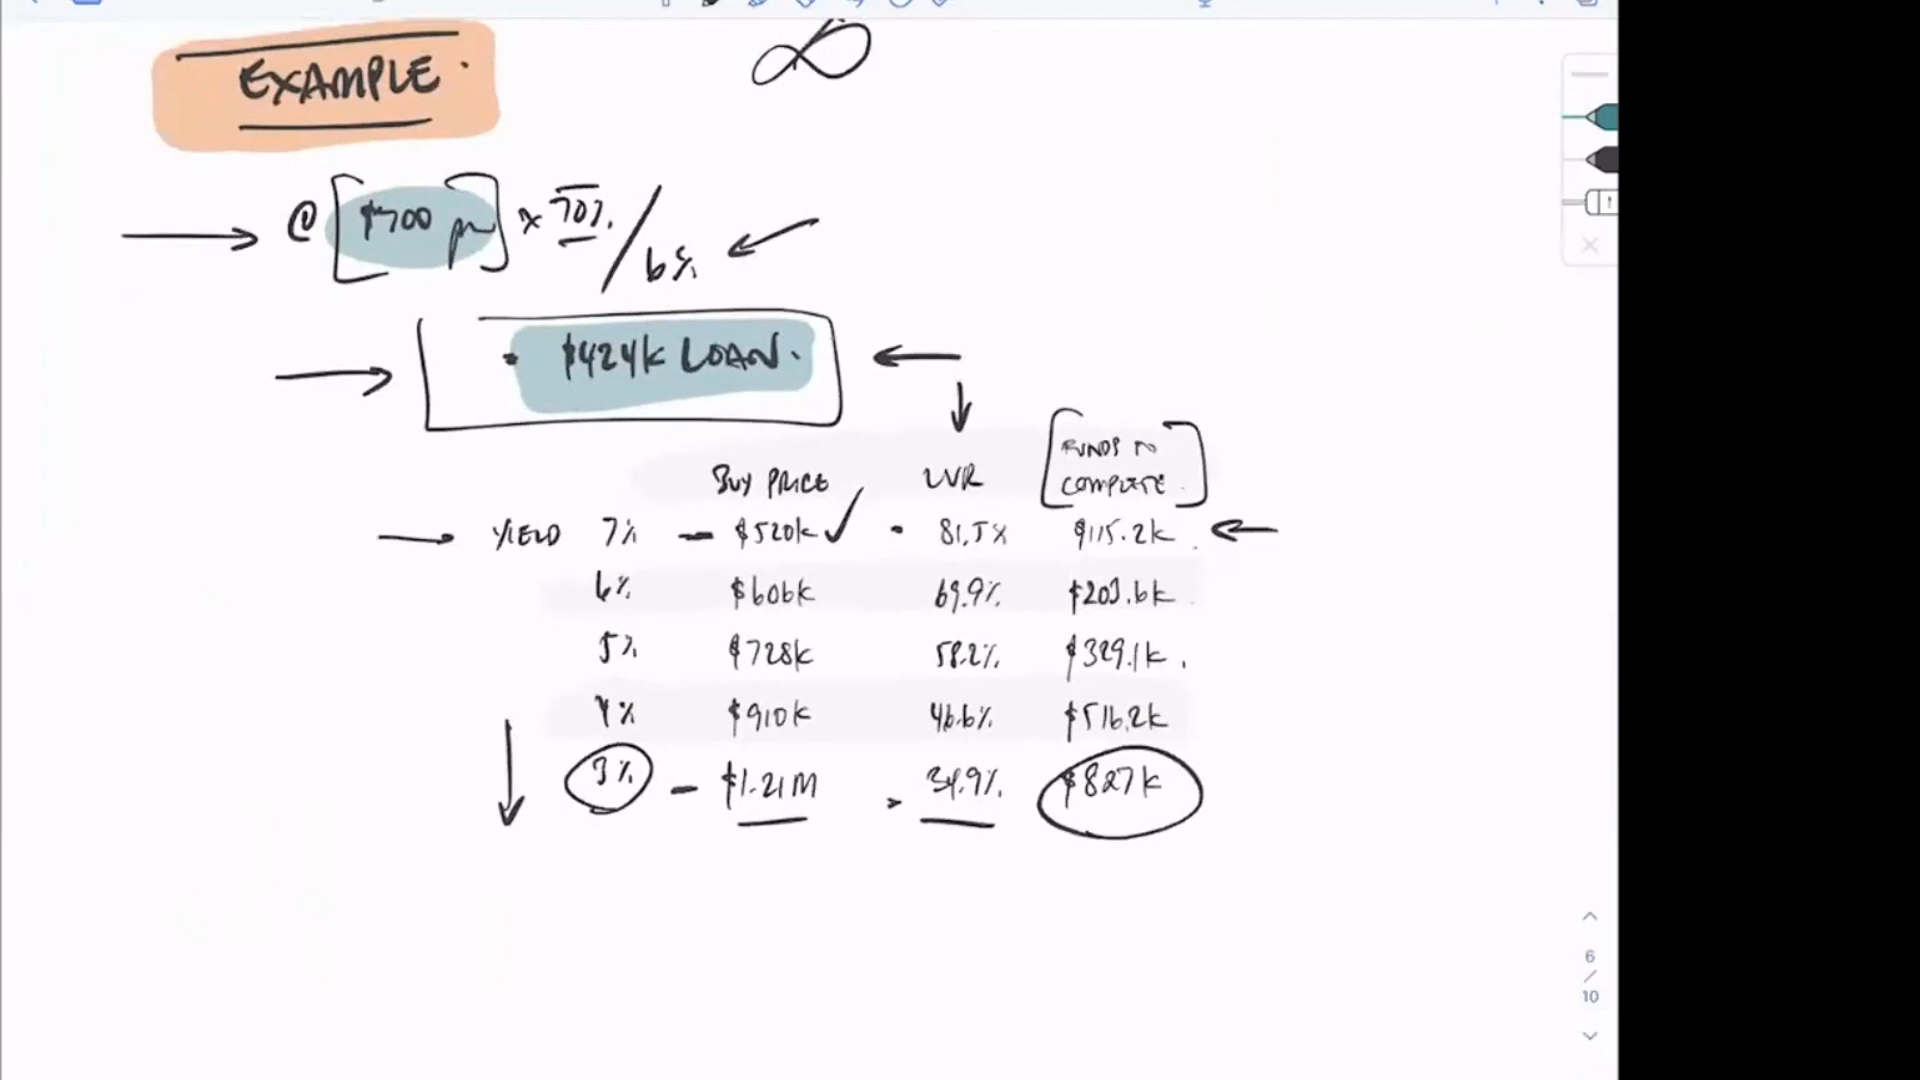 EXAMPLE
@ [$700 pw] x 70% / 6%
= $424K LOAN.
BUY PRICE LVR FUNDS TO COMPLETE
YIELD 7% - $520K ✓ 81.5% $115.2K
6% $606K 69.9% $203.6K
5% $728K 58.2% $329.1K
4% $910K 46.6% $516.2K
3% - $1.21M 34.9% $827K
6
/
10